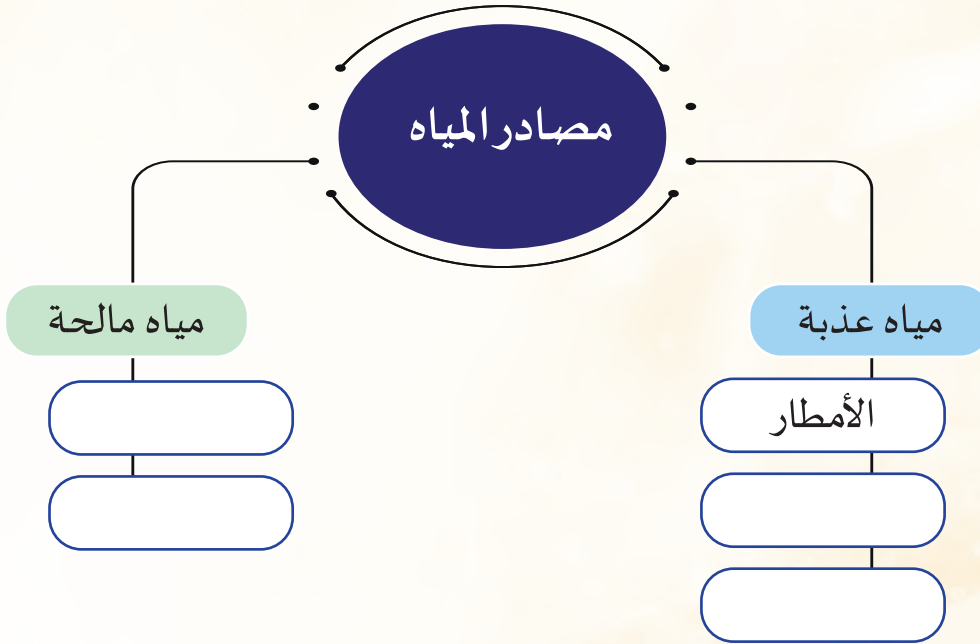 مصادر المياه
مياه عذبة
مياه مالحة
الأمطار